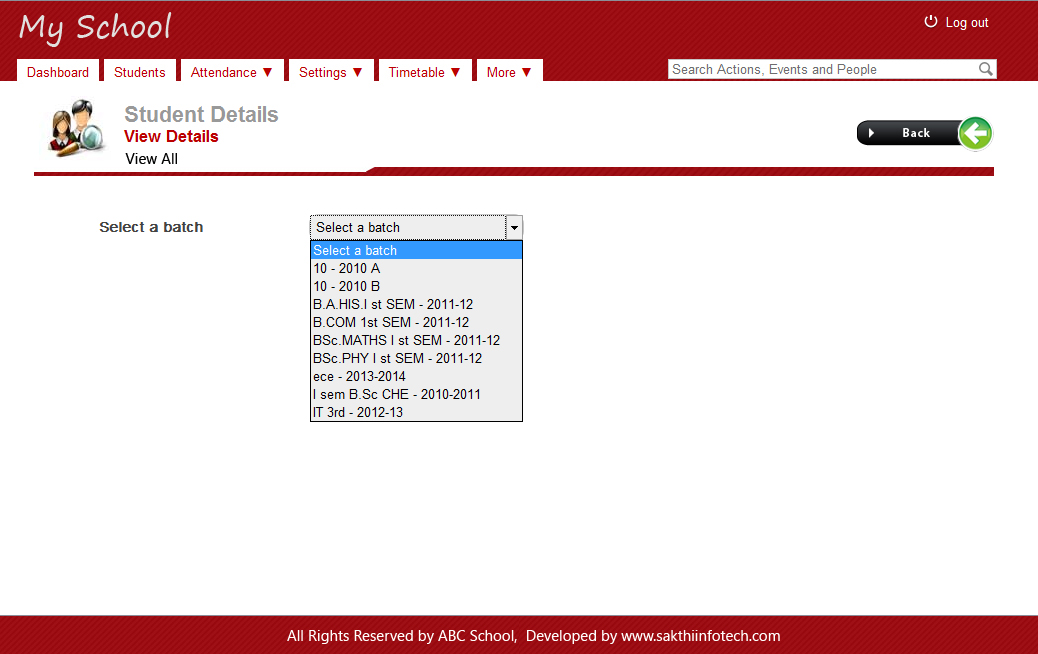 My School
Log out
Dashboard
Students
Attendance ▼
Settings ▼
Timetable ▼
More ▼
Search Actions, Events and People
Student Details
View Details
View All
Back
Select a batch
Select a batch
Select a batch
10 - 2010 A
10 - 2010 B
B.A.HIS.I st SEM - 2011-12
B.COM 1st SEM - 2011-12
BSc.MATHS I st SEM - 2011-12
BSc.PHY I st SEM - 2011-12
ece - 2013-2014
I sem B.Sc CHE - 2010-2011
IT 3rd - 2012-13
All Rights Reserved by ABC School,  Developed by www.sakthiinfotech.com